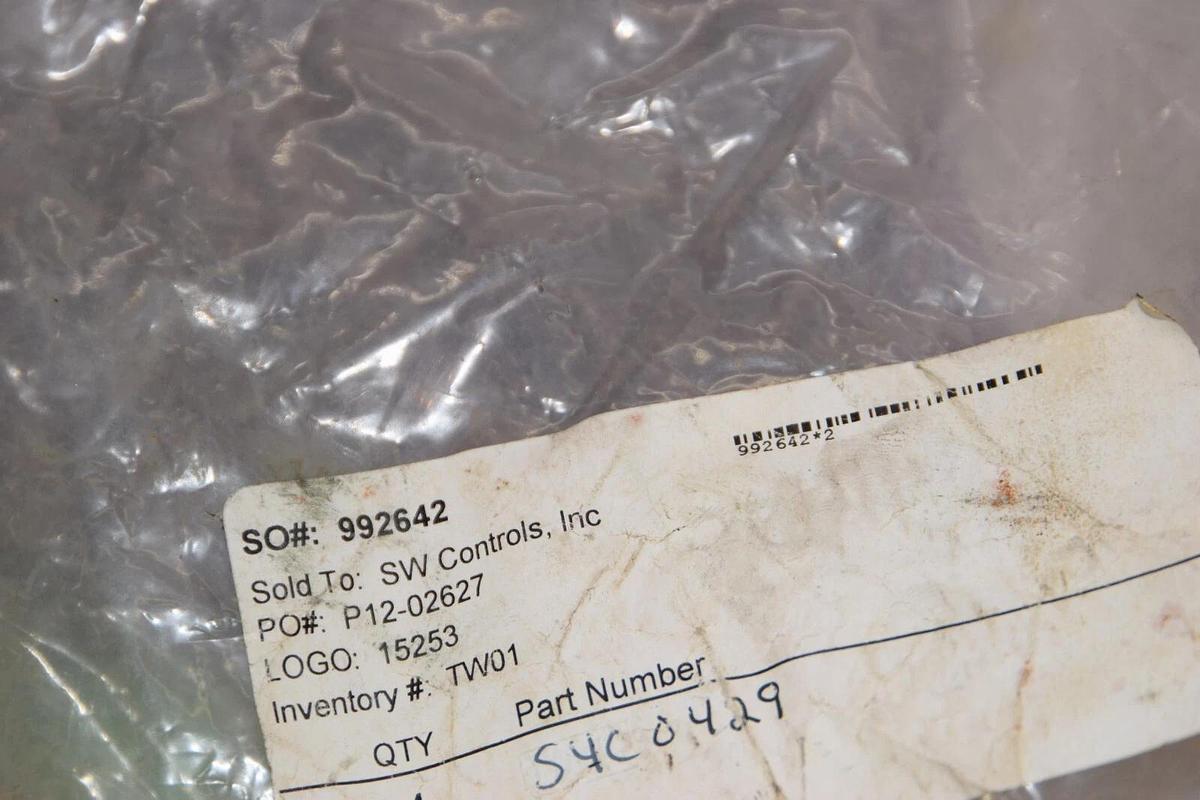 992642*2
SO#: 992642
Sold To: SW Controls, Inc
PO#: P12-02627
LOGO: 15253
Inventory #: TW01
QTY Part Number
S4C0429